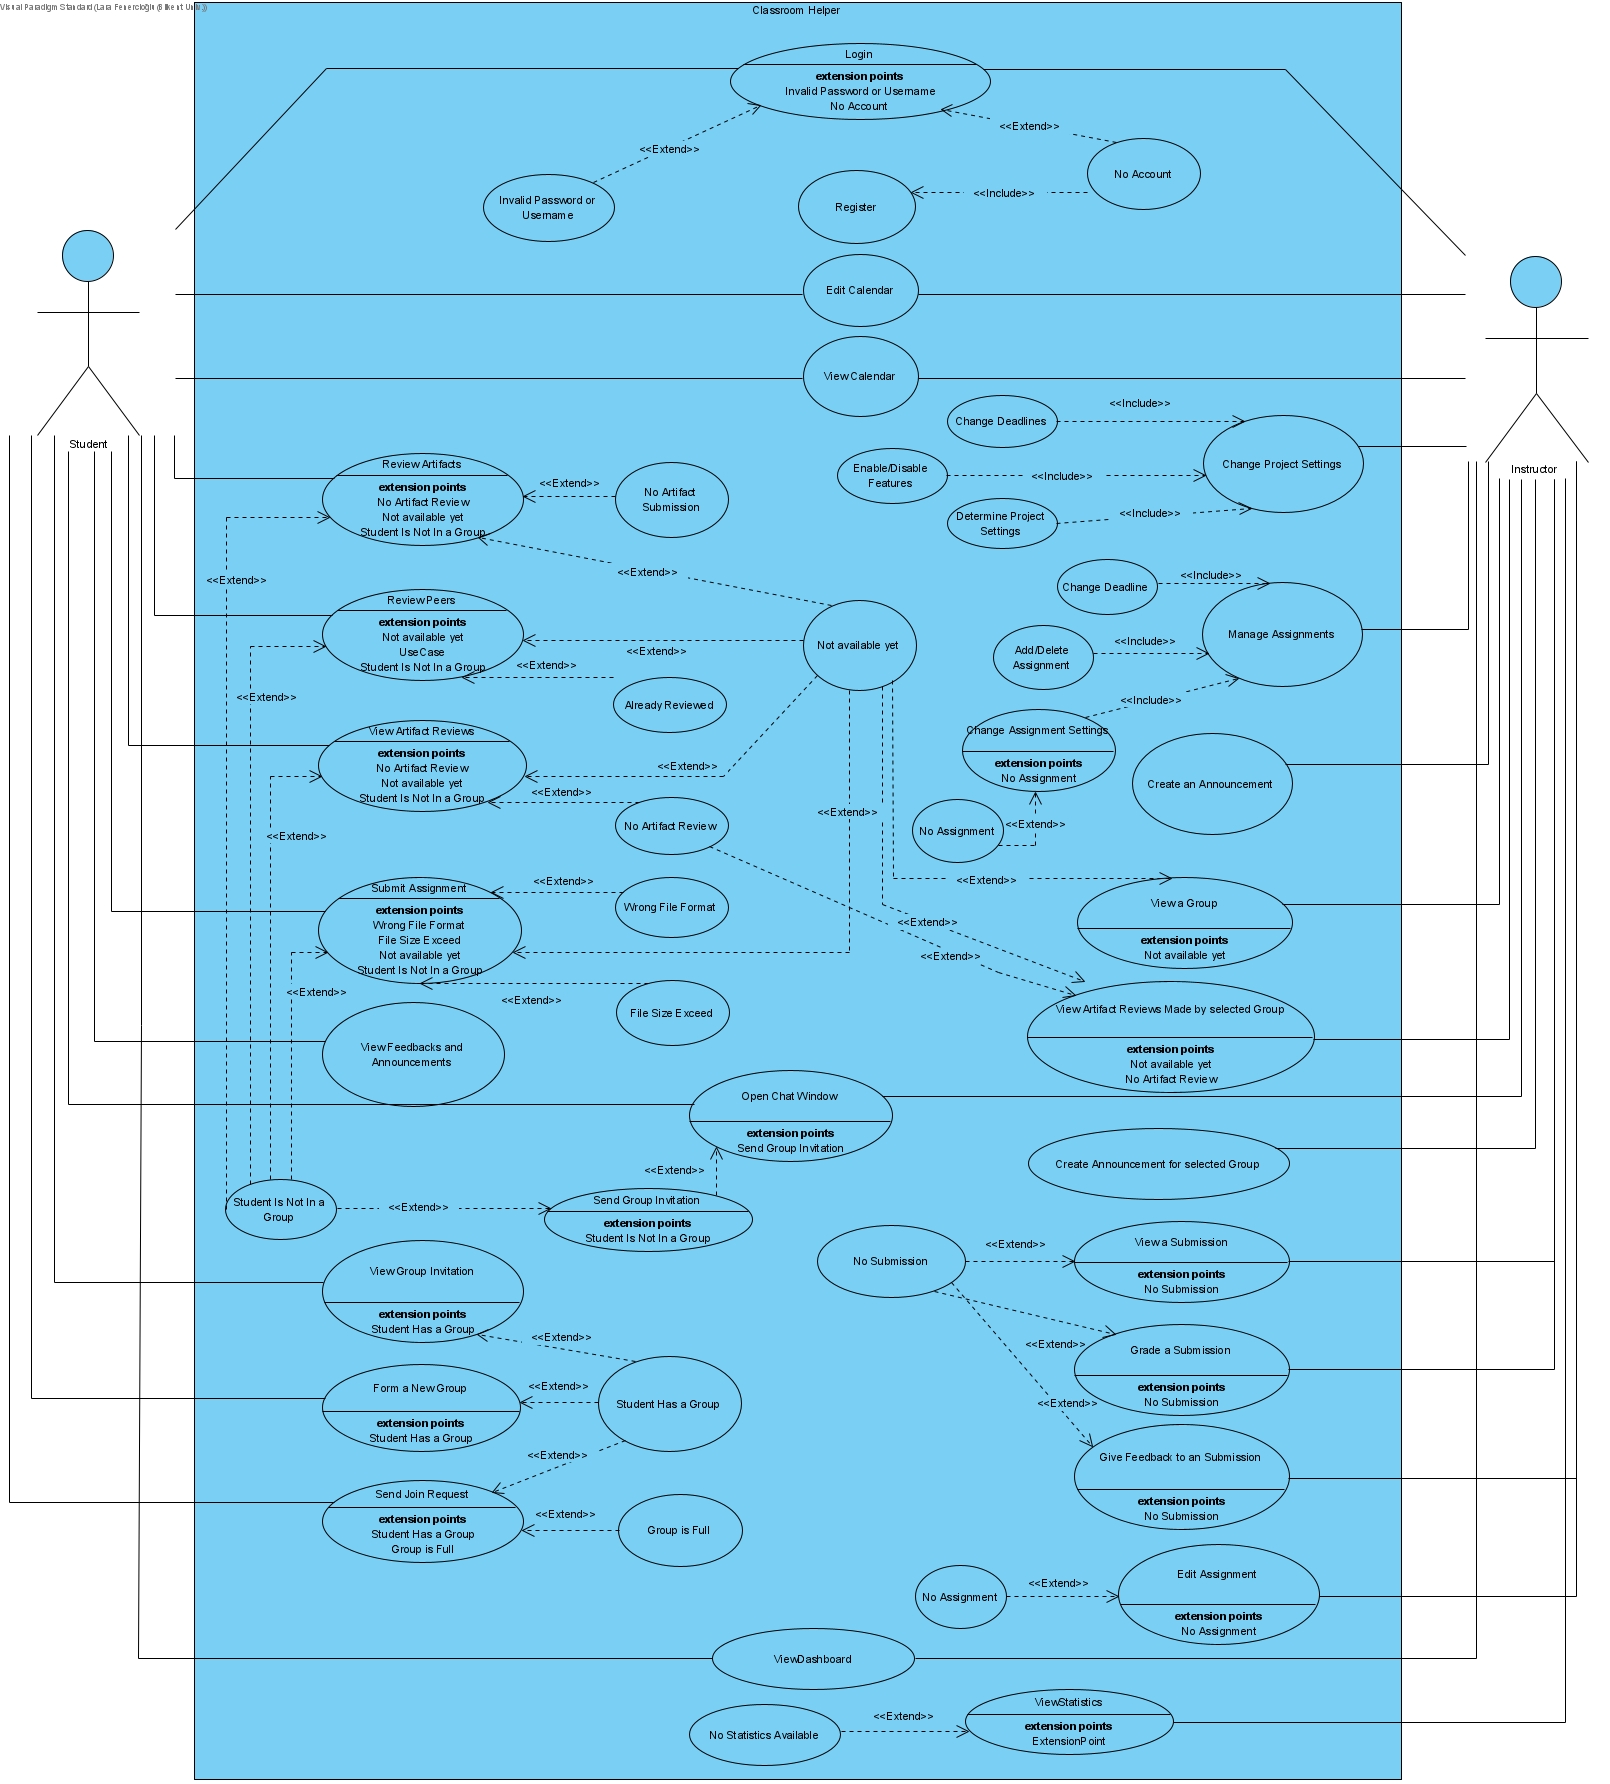 Visual Paradigm Standard (Lara Fenercioğlu (Bilkent Univ.))
Classroom Helper
Login
extension points
Invalid Password or Username
No Account
<<Extend>>
<<Extend>>
No Account
Invalid Password or
Username
Register
<<Include>>
Edit Calendar
View Calendar
Student
Instructor
Change Deadlines
<<Include>>
Enable/Disable
Features
<<Include>>
Change Project Settings
Determine Project
Settings
<<Include>>
Review Artifacts
extension points
No Artifact Review
Not available yet
Student Is Not In a Group
<<Extend>>
No Artifact
Submission
<<Extend>>
<<Extend>>
Change Deadline
<<Include>>
Review Peers
extension points
Not available yet
UseCase
Student Is Not In a Group
<<Extend>>
<<Extend>>
Not available yet
Add/Delete
Assignment
<<Include>>
Manage Assignments
<<Extend>>
Already Reviewed
<<Include>>
View Artifact Reviews
extension points
No Artifact Review
Not available yet
Student Is Not In a Group
<<Extend>>
<<Extend>>
Change Assignment Settings
extension points
No Assignment
Create an Announcement
<<Extend>>
No Artifact Review
<<Extend>>
No Assignment
<<Extend>>
Submit Assignment
extension points
Wrong File Format
File Size Exceed
Not available yet
Student Is Not In a Group
<<Extend>>
Wrong File Format
<<Extend>>
View a Group
extension points
Not available yet
<<Extend>>
<<Extend>>
<<Extend>>
<<Extend>>
File Size Exceed
View Artifact Reviews Made by selected Group
extension points
Not available yet
No Artifact Review
View Feedbacks and
Announcements
Open Chat Window
extension points
Send Group Invitation
<<Extend>>
Create Announcement for selected Group
Student Is Not In a
Group
<<Extend>>
Send Group Invitation
extension points
Student Is Not In a Group
No Submission
<<Extend>>
View a Submission
extension points
No Submission
View Group Invitation
extension points
Student Has a Group
<<Extend>>
<<Extend>>
Grade a Submission
extension points
No Submission
Form a New Group
extension points
Student Has a Group
<<Extend>>
Student Has a Group
<<Extend>>
<<Extend>>
Give Feedback to an Submission
extension points
No Submission
Send Join Request
extension points
Student Has a Group
Group is Full
<<Extend>>
Group is Full
No Assignment
<<Extend>>
Edit Assignment
extension points
No Assignment
ViewDashboard
No Statistics Available
<<Extend>>
ViewStatistics
extension points
ExtensionPoint